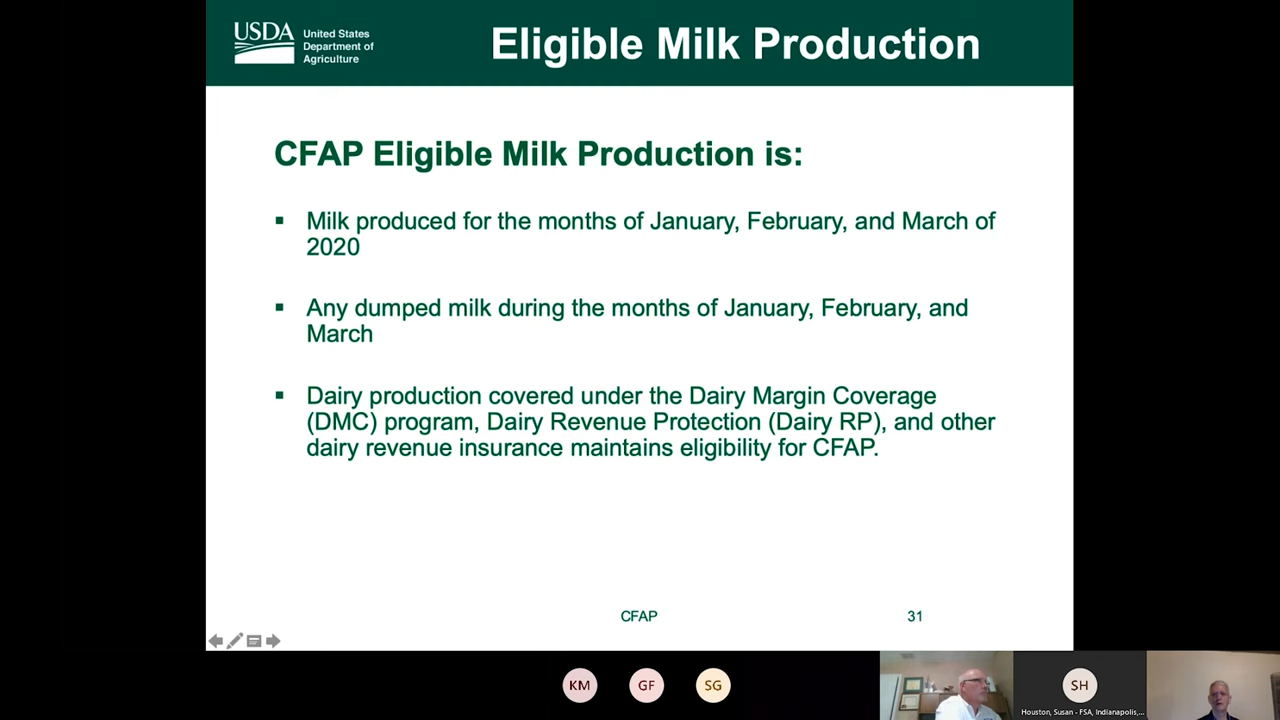 USDA
United States
Department of
Agriculture
Eligible Milk Production
CFAP Eligible Milk Production is:
▪ Milk produced for the months of January, February, and March of
2020
▪ Any dumped milk during the months of January, February, and
March
▪ Dairy production covered under the Dairy Margin Coverage
(DMC) program, Dairy Revenue Protection (Dairy RP), and other
dairy revenue insurance maintains eligibility for CFAP.
CFAP
31
KM
GF
SG
SH
Houston, Susan - FSA, Indianapolis,...